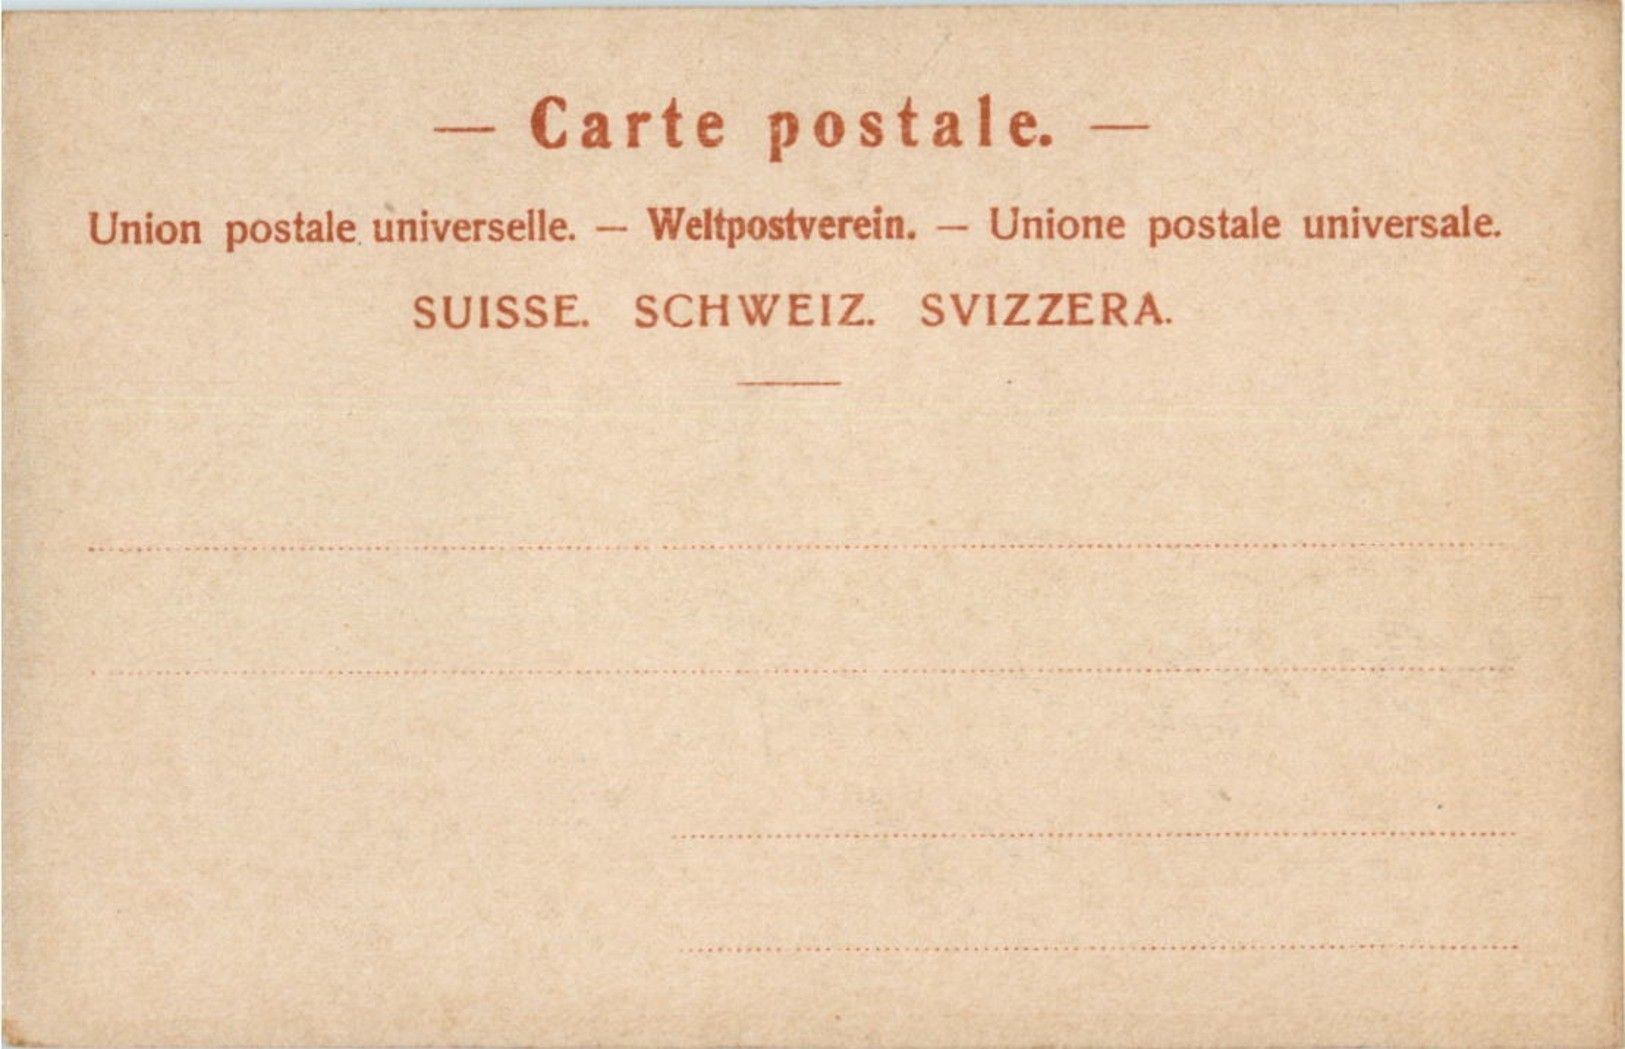 — Carte postale. —
Union postale universelle. — Weltpostverein. — Unione postale universale.
SUISSE. SCHWEIZ. SVIZZERA.